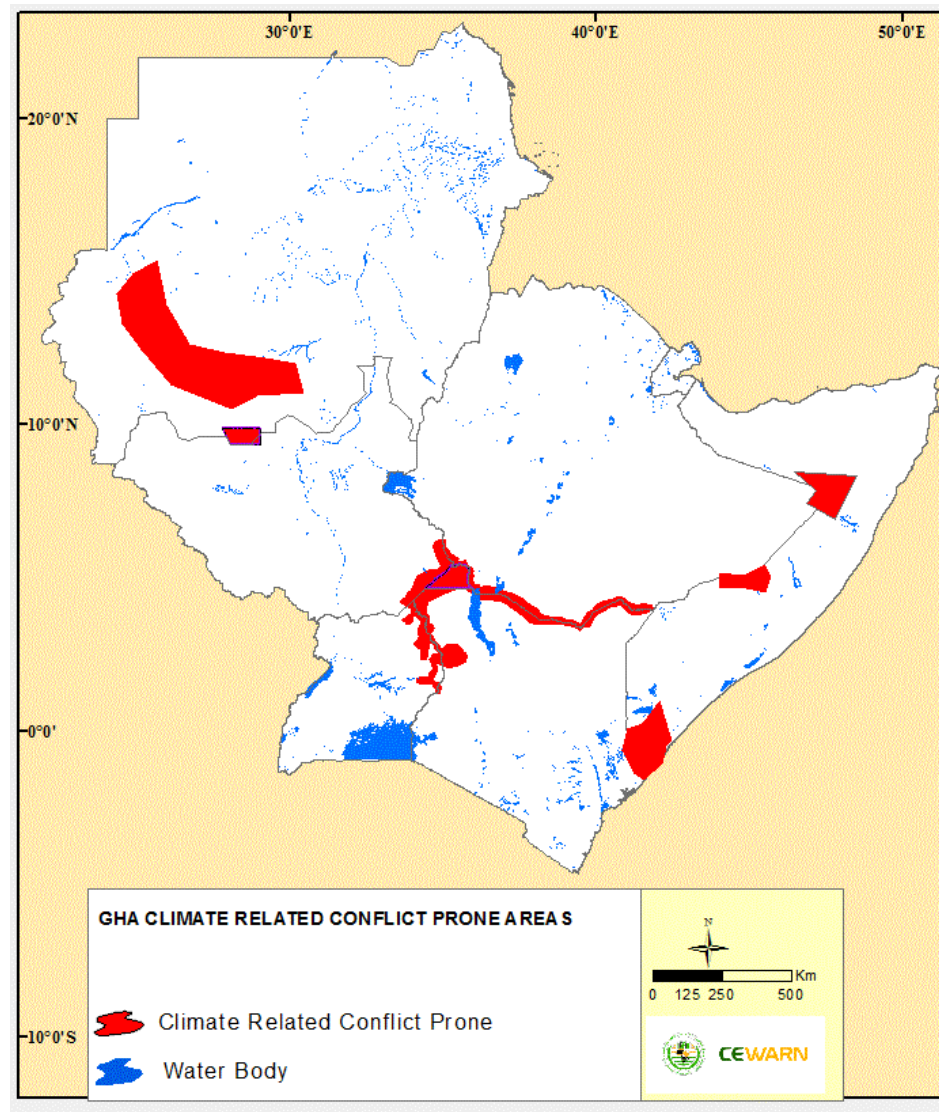 30°0'E 40°0'E 50°0'E
20°0'N
10°0'N
0°0'
10°0'S
GHA CLIMATE RELATED CONFLICT PRONE AREAS
Climate Related Conflict Prone
Water Body
N
Km
0 125 250 500
CEWARN